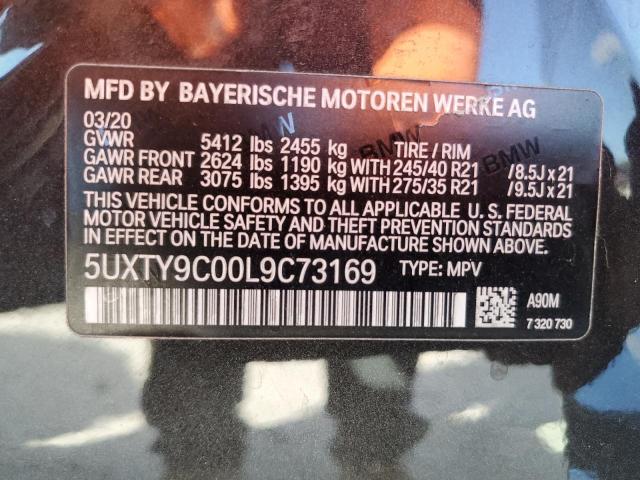 MFD BY BAYERISCHE MOTOREN WERKE AG
03/20
GVWR 5412 lbs 2455 kg TIRE / RIM
GAWR FRONT 2624 lbs 1190 kg WITH 245/40 R21 /8.5J x 21
GAWR REAR 3075 lbs 1395 kg WITH 275/35 R21 /9.5J x 21
THIS VEHICLE CONFORMS TO ALL APPLICABLE U. S. FEDERAL
MOTOR VEHICLE SAFETY AND THEFT PREVENTION STANDARDS
IN EFFECT ON THE DATE OF MANUFACTURE SHOWN ABOVE.
5UXTY9C00L9C73169 TYPE: MPV
A90M
7 320 730
BMW
BMW
BMW